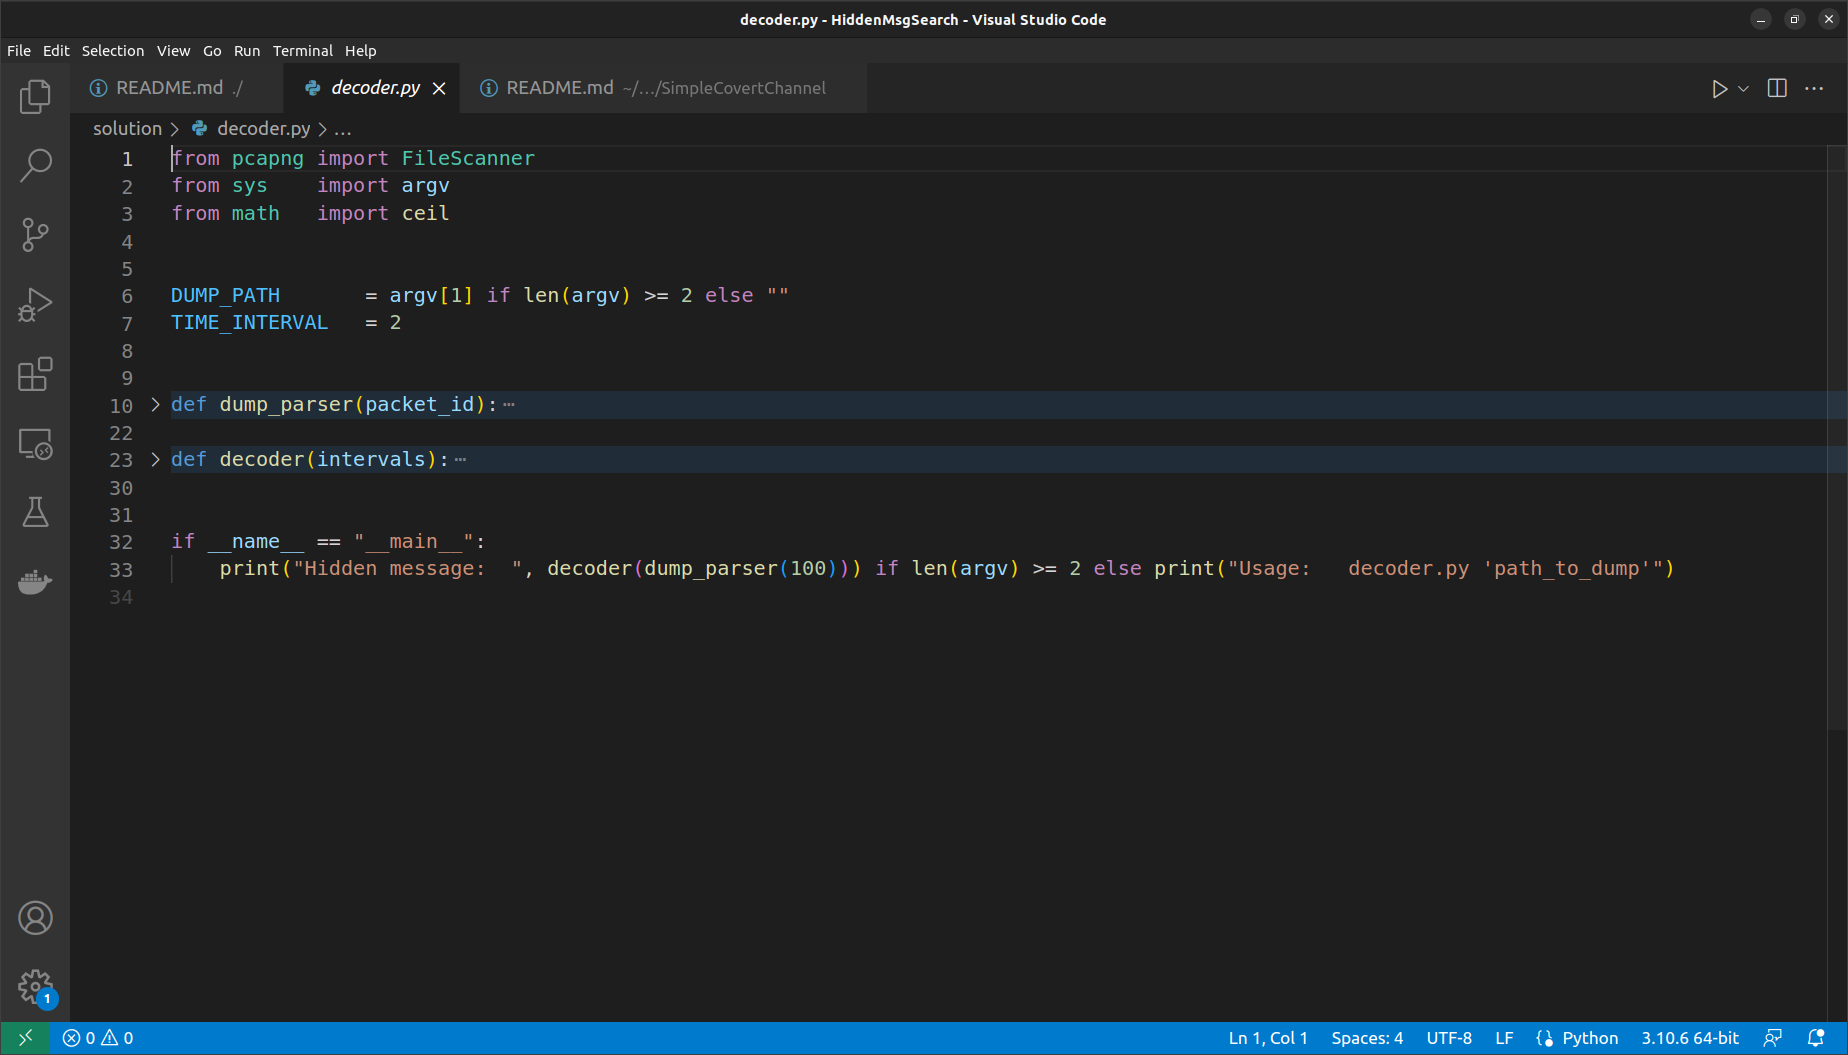 decoder.py - HiddenMsgSearch - Visual Studio Code
File Edit Selection View Go Run Terminal Help
README.md ./ decoder.py README.md ~/.../SimpleCovertChannel
solution > decoder.py > ...
1 from pcapng import FileScanner
2 from sys    import argv
3 from math   import ceil
4
5
6 DUMP_PATH       = argv[1] if len(argv) >= 2 else ""
7 TIME_INTERVAL   = 2
8
9
10 > def dump_parser(packet_id): ...
22
23 > def decoder(intervals): ...
30
31
32 if __name__ == "__main__":
33     print("Hidden message:  ", decoder(dump_parser(100))) if len(argv) >= 2 else print("Usage:   decoder.py 'path_to_dump'")
34
1
0 0 Ln 1, Col 1 Spaces: 4 UTF-8 LF Python 3.10.6 64-bit